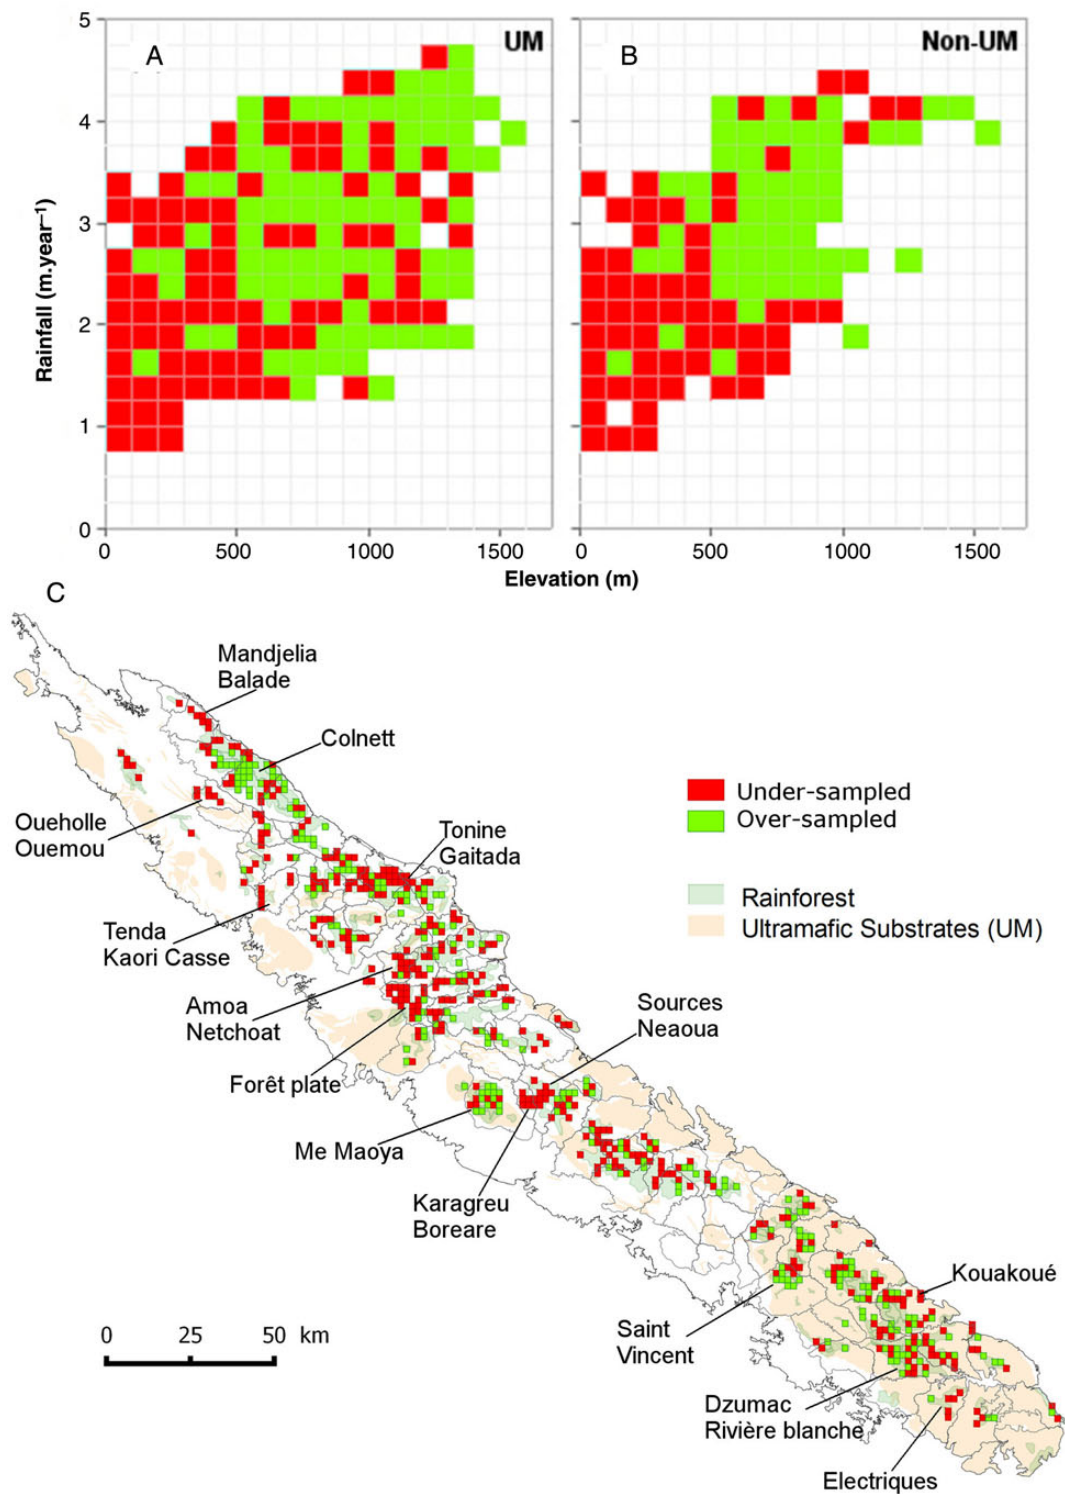 A
UM
B
Non-UM
5
4
3
2
1
0
Rainfall (m.year–1)
0
500
1000
1500
0
500
1000
1500
Elevation (m)
C
Mandjelia
Balade
Colnett
Oueholle
Ouemou
Tonine
Gaitada
Tenda
Kaori Casse
Amoa
Netchoat
Forêt plate
Sources
Neaoua
Me Maoya
Karagreu
Boreare
Under-sampled
Over-sampled
Rainforest
Ultramafic Substrates (UM)
Kouakoué
Saint
Vincent
Dzumac
Rivière blanche
Electriques
0 25 50 km